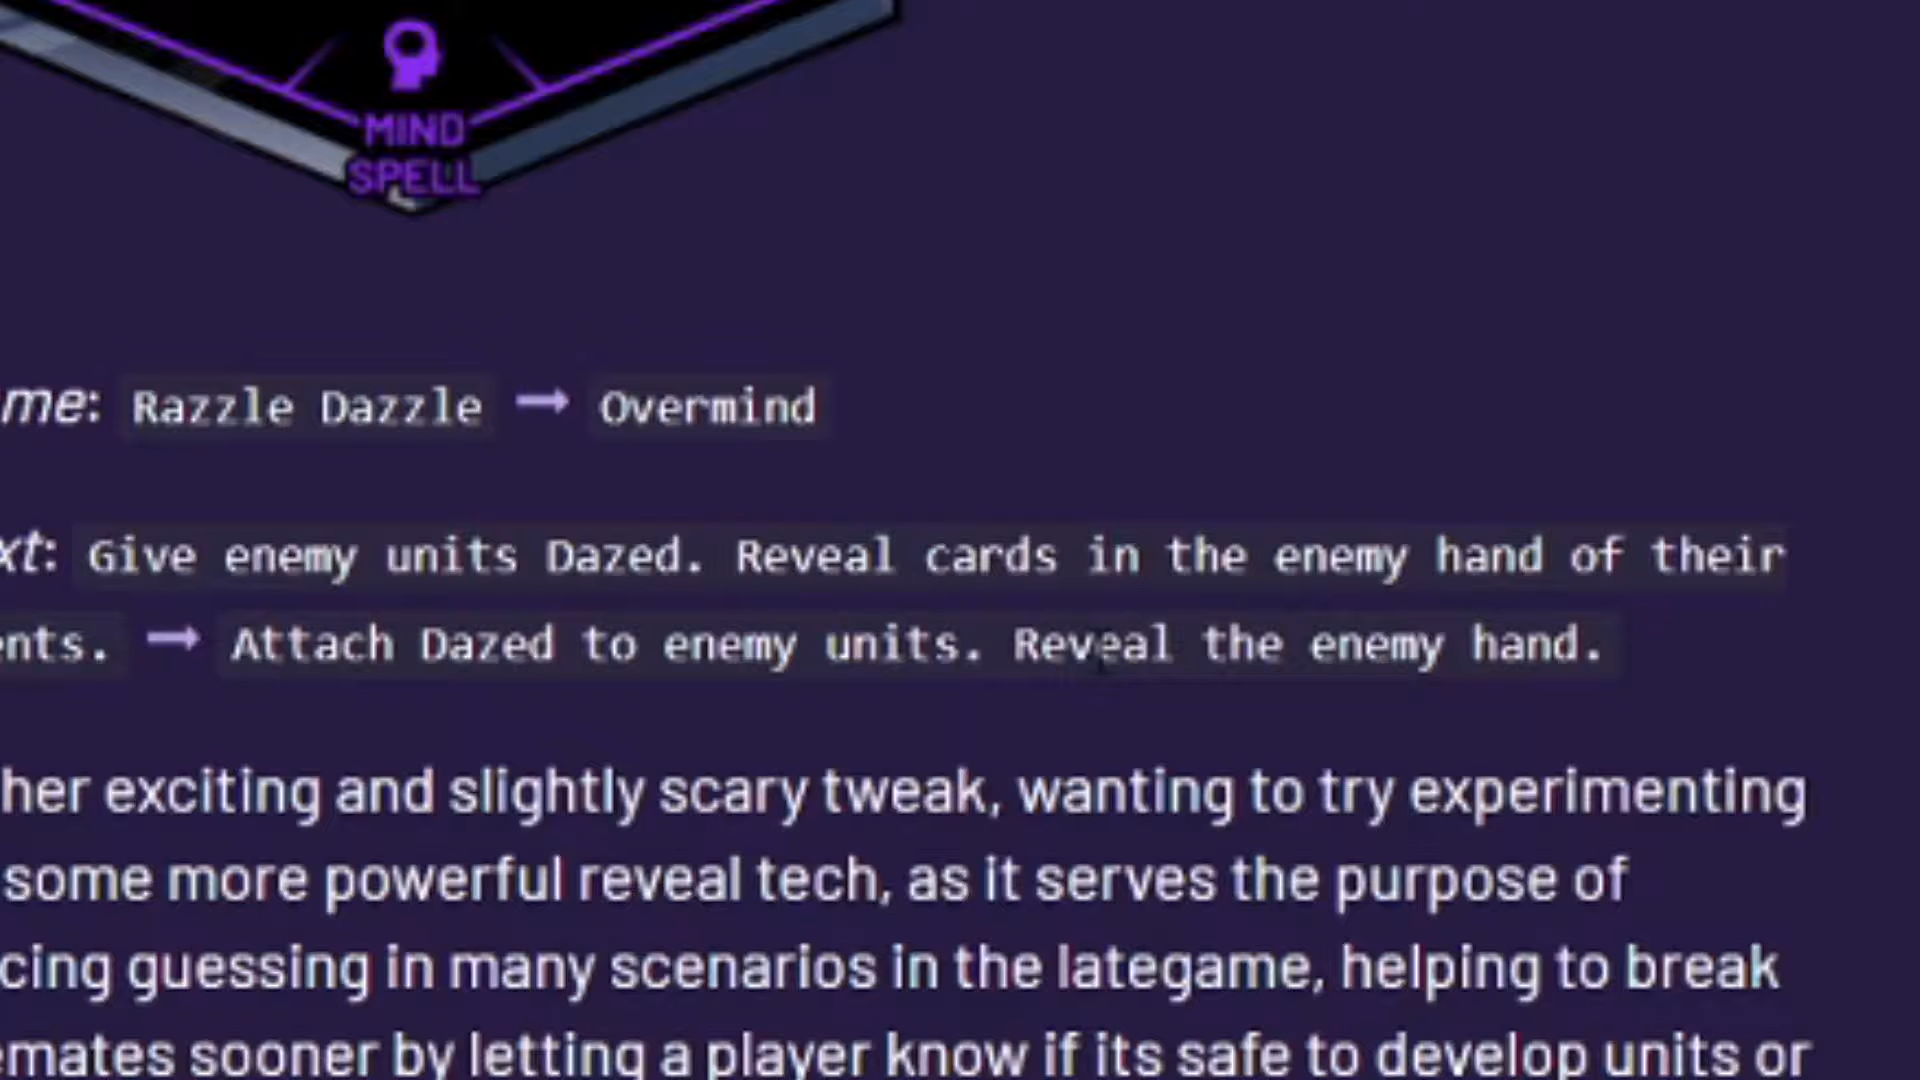 MIND
SPELL
me: Razzle Dazzle → Overmind
xt: Give enemy units Dazed. Reveal cards in the enemy hand of their
ents. → Attach Dazed to enemy units. Reveal the enemy hand.
her exciting and slightly scary tweak, wanting to try experimenting
some more powerful reveal tech, as it serves the purpose of
cing guessing in many scenarios in the lategame, helping to break
emates sooner by letting a player know if its safe to develop units or